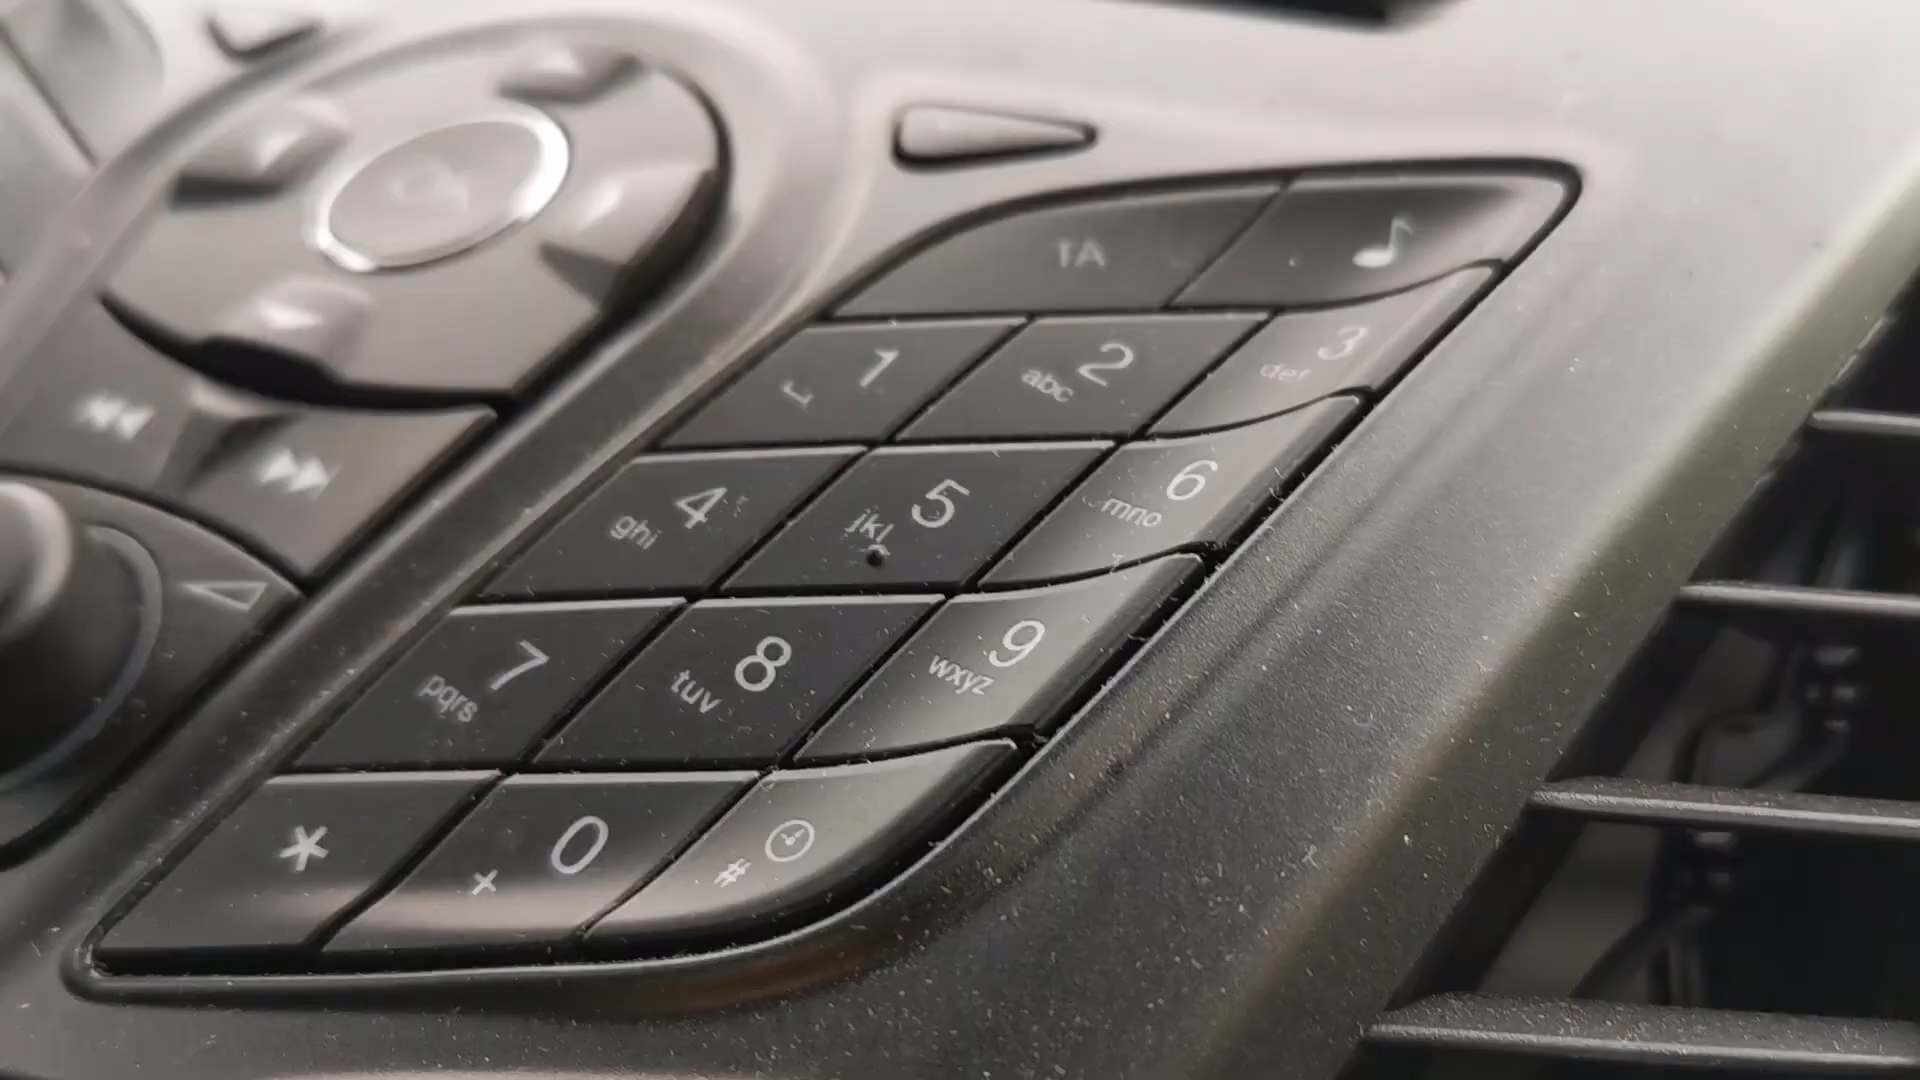 TA
1
2 abc
3 def
4 ghi
5 jkl
6 mno
7 pqrs
8 tuv
9 wxyz
*
0 +
#